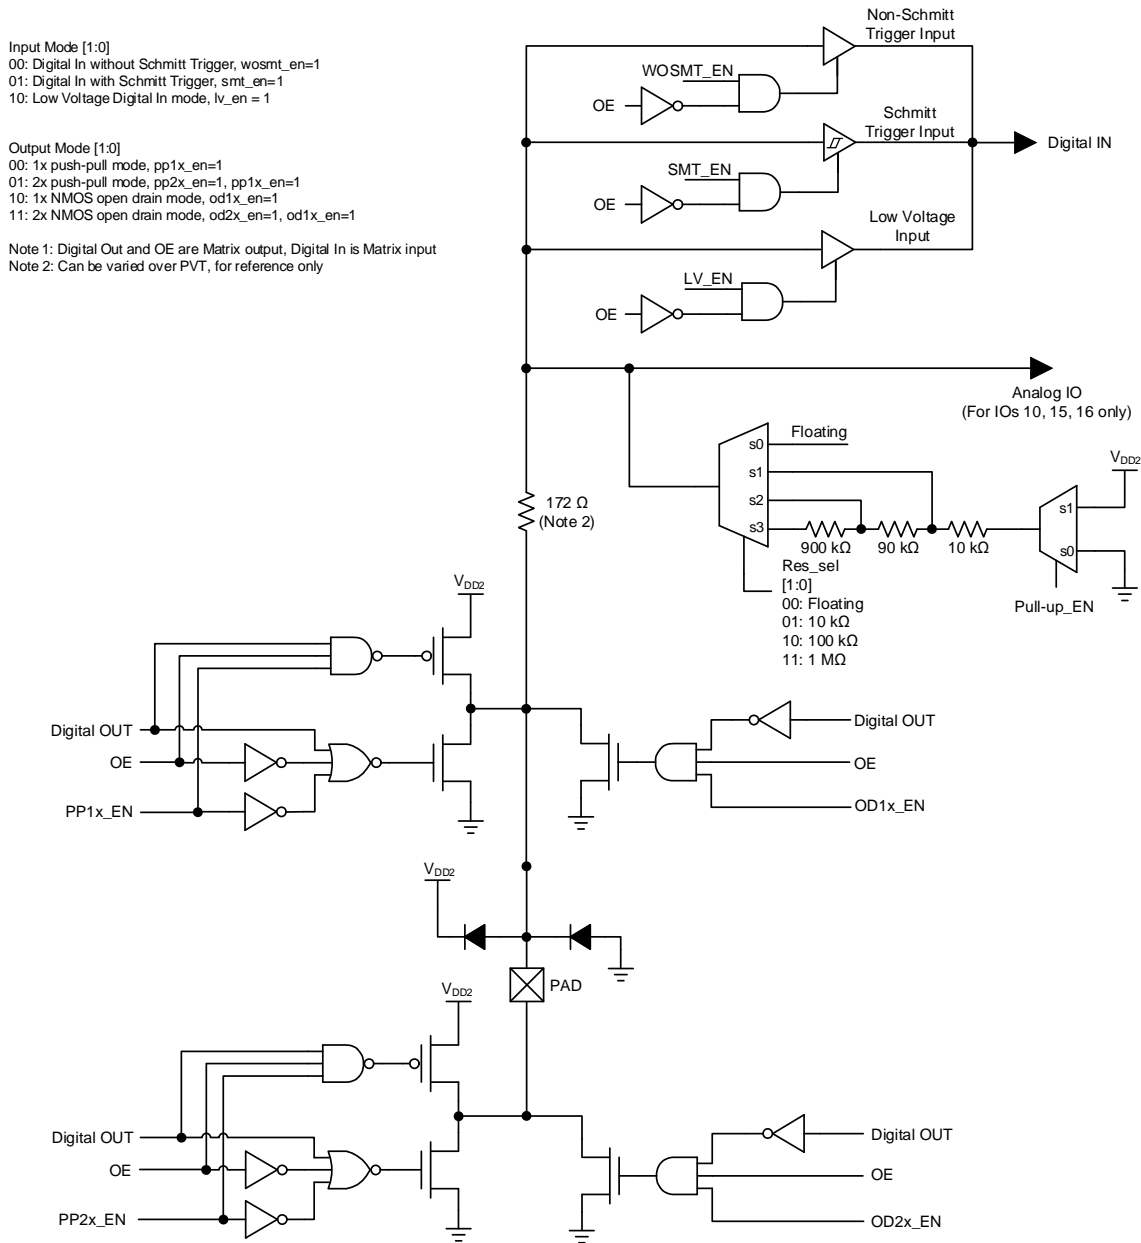 Input Mode [1:0]
00: Digital In without Schmitt Trigger, wosmt_en=1
01: Digital In with Schmitt Trigger, smt_en=1
10: Low Voltage Digital In mode, lv_en = 1
Output Mode [1:0]
00: 1x push-pull mode, pp1x_en=1
01: 2x push-pull mode, pp2x_en=1, pp1x_en=1
10: 1x NMOS open drain mode, od1x_en=1
11: 2x NMOS open drain mode, od2x_en=1, od1x_en=1
Note 1: Digital Out and OE are Matrix output, Digital In is Matrix input
Note 2: Can be varied over PVT, for reference only
Non-Schmitt
Trigger Input
WOSMT_EN
OE
Schmitt
Trigger Input
Digital IN
SMT_EN
OE
Low Voltage
Input
LV_EN
OE
Analog IO
(For IOs 10, 15, 16 only)
s0
Floating
s1
s2
s3
900 kΩ
90 kΩ
10 kΩ
VDD2
s1
s0
Pull-up_EN
Res_sel
[1:0]
00: Floating
01: 10 kΩ
10: 100 kΩ
11: 1 MΩ
172 Ω
(Note 2)
VDD2
Digital OUT
OE
PP1x_EN
Digital OUT
OE
OD1x_EN
VDD2
PAD
VDD2
Digital OUT
OE
PP2x_EN
Digital OUT
OE
OD2x_EN